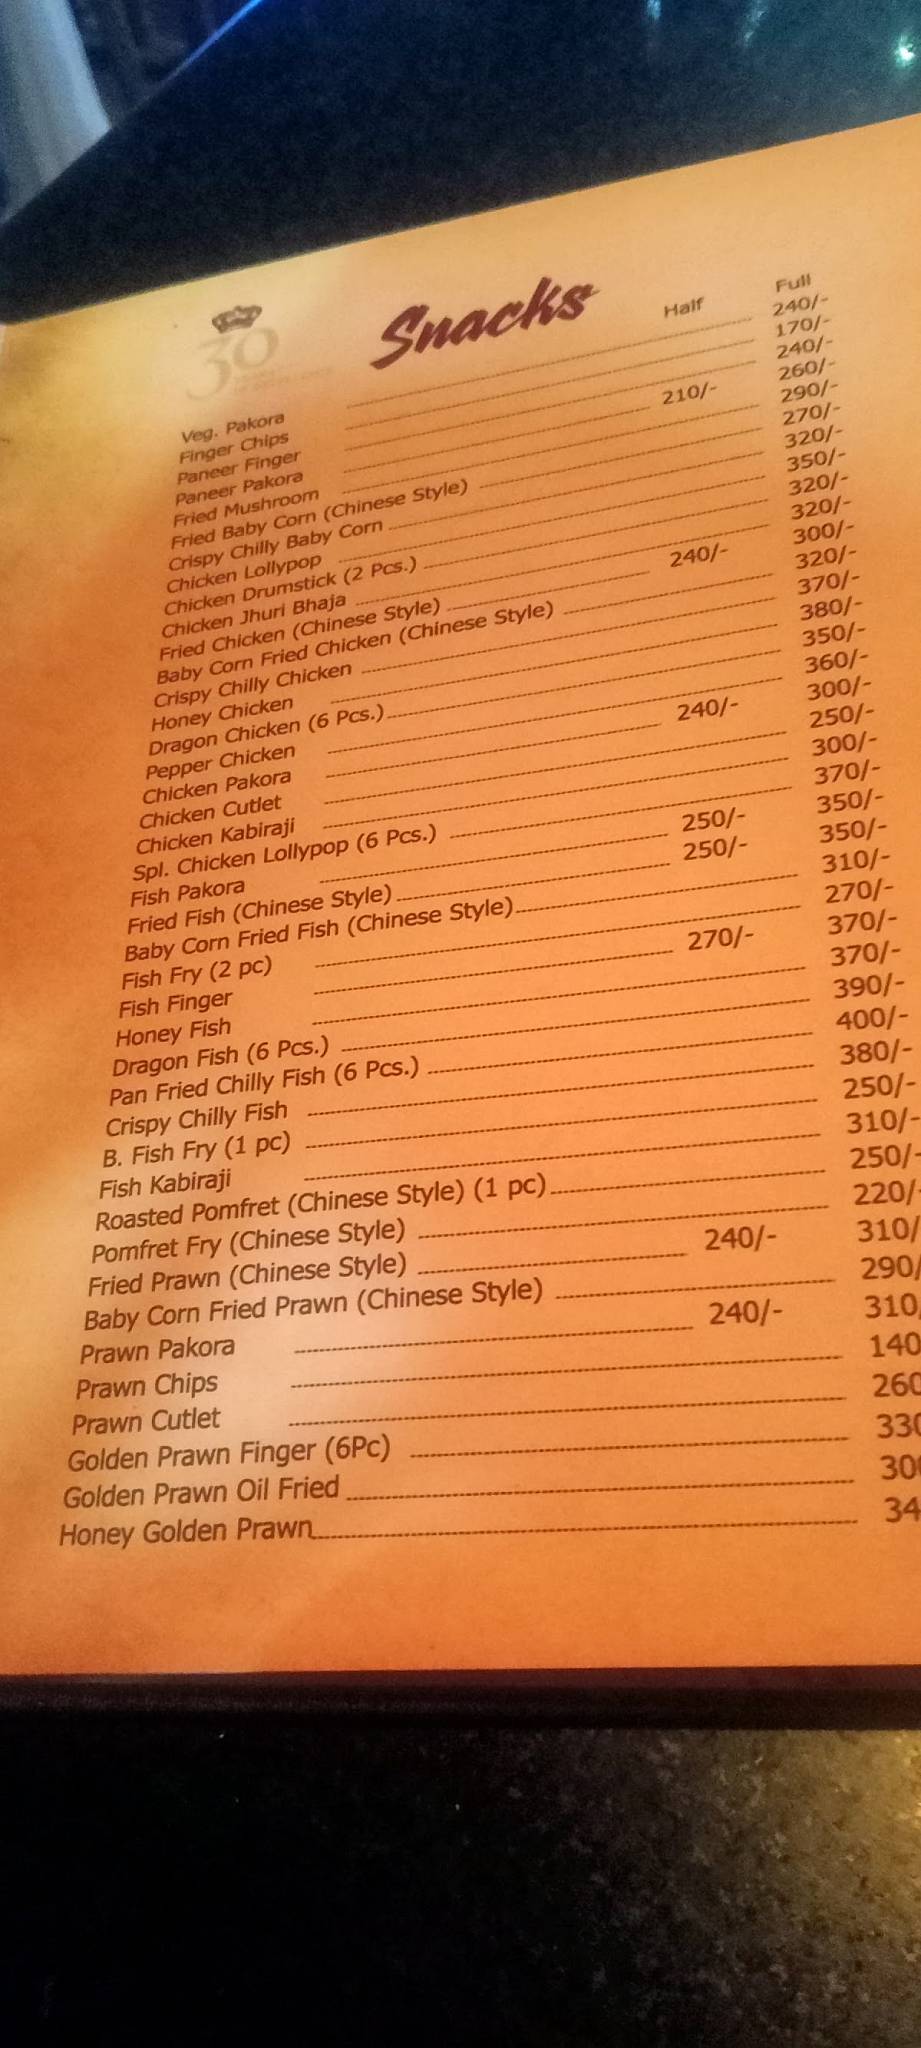 30
Snacks
Half Full
Veg. Pakora 240/-
Finger Chips 170/-
Paneer Finger 240/-
Paneer Pakora 210/- 260/-
Fried Mushroom 290/-
Fried Baby Corn (Chinese Style) 270/-
Crispy Chilly Baby Corn 320/-
Chicken Lollypop 350/-
Chicken Drumstick (2 Pcs.) 320/-
Chicken Jhuri Bhaja 320/-
Fried Chicken (Chinese Style) 240/- 300/-
Baby Corn Fried Chicken (Chinese Style) 320/-
Crispy Chilly Chicken 370/-
Honey Chicken 380/-
Dragon Chicken (6 Pcs.) 350/-
Pepper Chicken 360/-
Chicken Pakora 240/- 300/-
Chicken Cutlet 250/-
Chicken Kabiraji 300/-
Spl. Chicken Lollypop (6 Pcs.) 370/-
Fish Pakora 250/- 350/-
Fried Fish (Chinese Style) 250/- 350/-
Baby Corn Fried Fish (Chinese Style) 310/-
Fish Fry (2 pc) 270/-
Fish Finger 270/- 370/-
Honey Fish 370/-
Dragon Fish (6 Pcs.) 390/-
Pan Fried Chilly Fish (6 Pcs.) 400/-
Crispy Chilly Fish 380/-
B. Fish Fry (1 pc) 250/-
Fish Kabiraji 310/-
Roasted Pomfret (Chinese Style) (1 pc) 250/-
Pomfret Fry (Chinese Style) 220/-
Fried Prawn (Chinese Style) 240/- 310/
Baby Corn Fried Prawn (Chinese Style) 290/
Prawn Pakora 240/- 310
Prawn Chips 140
Prawn Cutlet 260
Golden Prawn Finger (6Pc) 330
Golden Prawn Oil Fried 300
Honey Golden Prawn 34